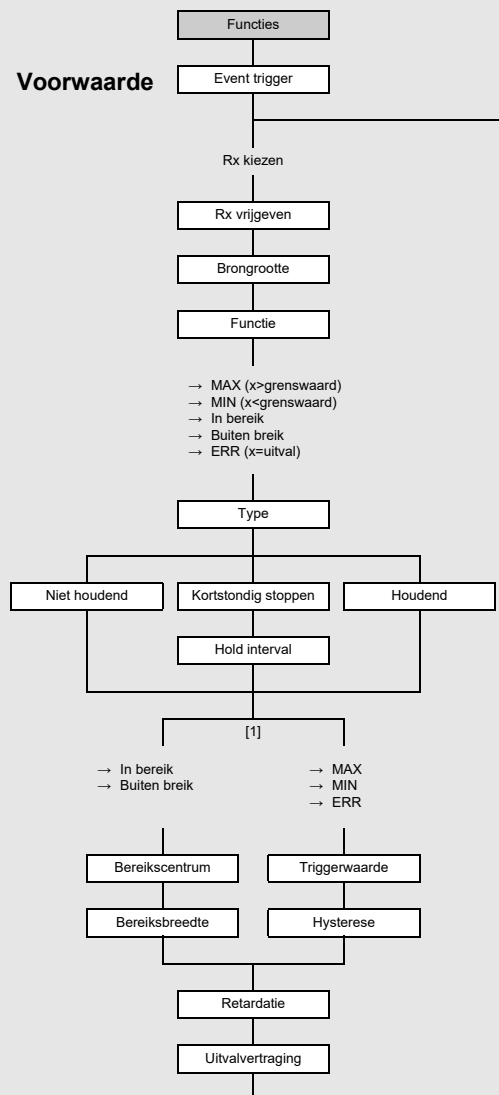 Functies
Voorwaarde
Event trigger
Rx kiezen
Rx vrijgeven
Brongrootte
Functie
→ MAX (x>grenswaard)
→ MIN (x<grenswaard)
→ In bereik
→ Buiten breik
→ ERR (x=uitval)
Type
Niet houdend
Kortstondig stoppen
Houdend
Hold interval
[1]
→ In bereik
→ Buiten breik
→ MAX
→ MIN
→ ERR
Bereikscentrum
Triggerwaarde
Bereiksbreedte
Hysterese
Retardatie
Uitvalvertraging